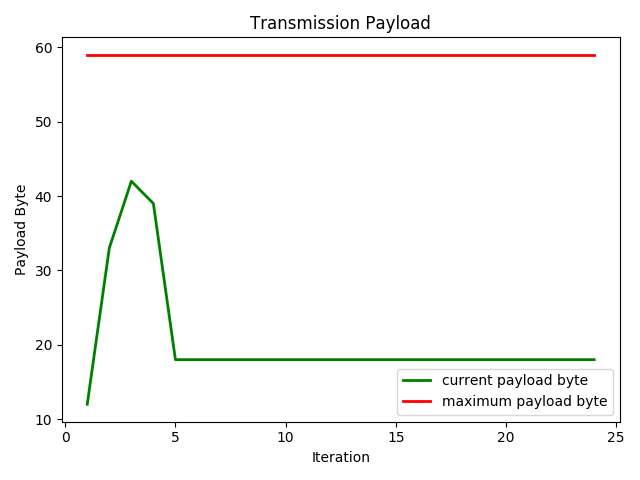 Transmission Payload
60
50
40
30
20
10
Payload Byte
0
5
10
15
20
25
Iteration
current payload byte
maximum payload byte